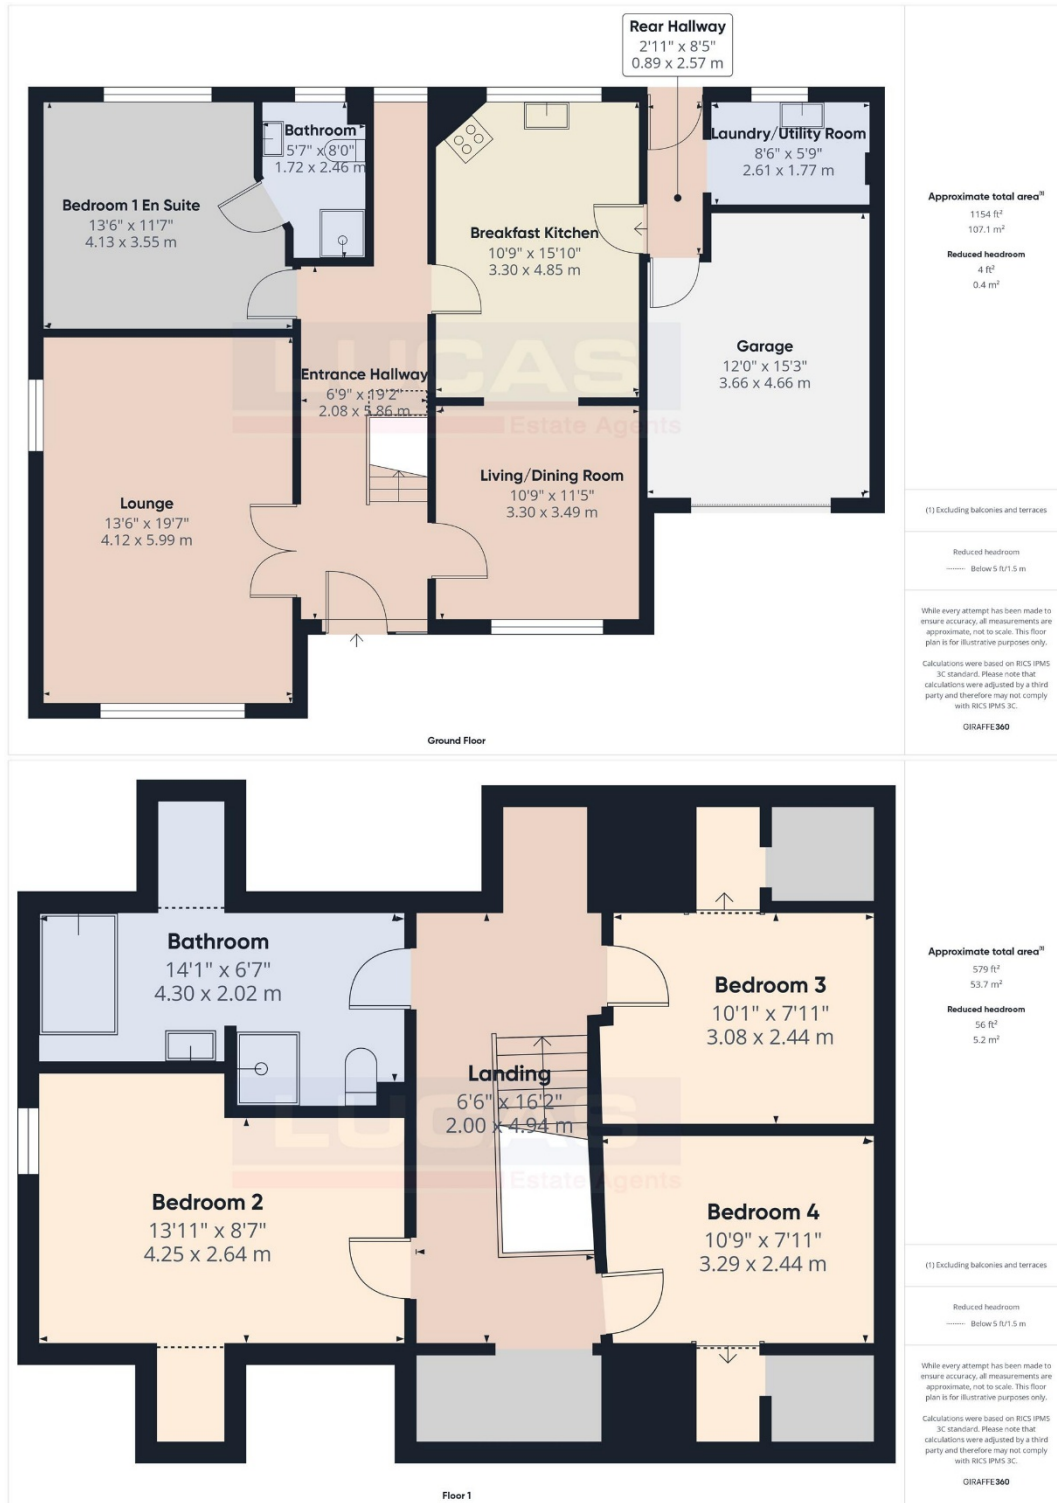 Rear Hallway
2'11" x 8'5"
0.89 x 2.57 m
Bathroom
5'7" x 8'0"
1.72 x 2.46 m
Laundry/Utility Room
8'6" x 5'9"
2.61 x 1.77 m
Bedroom 1 En Suite
13'6" x 11'7"
4.13 x 3.55 m
Breakfast Kitchen
10'9" x 15'10"
3.30 x 4.85 m
Garage
12'0" x 15'3"
3.66 x 4.66 m
Entrance Hallway
6'9" x 19'2"
2.08 x 5.86 m
LUCAS
Estate Agents
Lounge
13'6" x 19'7"
4.12 x 5.99 m
Living/Dining Room
10'9" x 11'5"
3.30 x 3.49 m
Ground Floor
Approximate total area(1)
1154 ft²
107.1 m²
Reduced headroom
4 ft²
0.4 m²
(1) Excluding balconies and terraces
Reduced headroom
Below 5 ft/1.5 m
While every attempt has been made to
ensure accuracy, all measurements are
approximate, not to scale. This floor
plan is for illustrative purposes only.
Calculations were based on RICS IPMS
3C standard. Please note that
calculations were adjusted by a third
party and therefore may not comply
with RICS IPMS 3C.
GIRAFFE360
Bathroom
14'1" x 6'7"
4.30 x 2.02 m
Bedroom 3
10'1" x 7'11"
3.08 x 2.44 m
Landing
6'6" x 16'2"
2.00 x 4.94 m
LUCAS
Estate Agents
Bedroom 2
13'11" x 8'7"
4.25 x 2.64 m
Bedroom 4
10'9" x 7'11"
3.29 x 2.44 m
Floor 1
Approximate total area(1)
579 ft²
53.7 m²
Reduced headroom
56 ft²
5.2 m²
(1) Excluding balconies and terraces
Reduced headroom
Below 5 ft/1.5 m
While every attempt has been made to
ensure accuracy, all measurements are
approximate, not to scale. This floor
plan is for illustrative purposes only.
Calculations were based on RICS IPMS
3C standard. Please note that
calculations were adjusted by a third
party and therefore may not comply
with RICS IPMS 3C.
GIRAFFE360